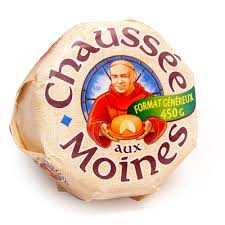 Chaussée
FORMAT GÉNÉREUX
450 G
aux
Moines